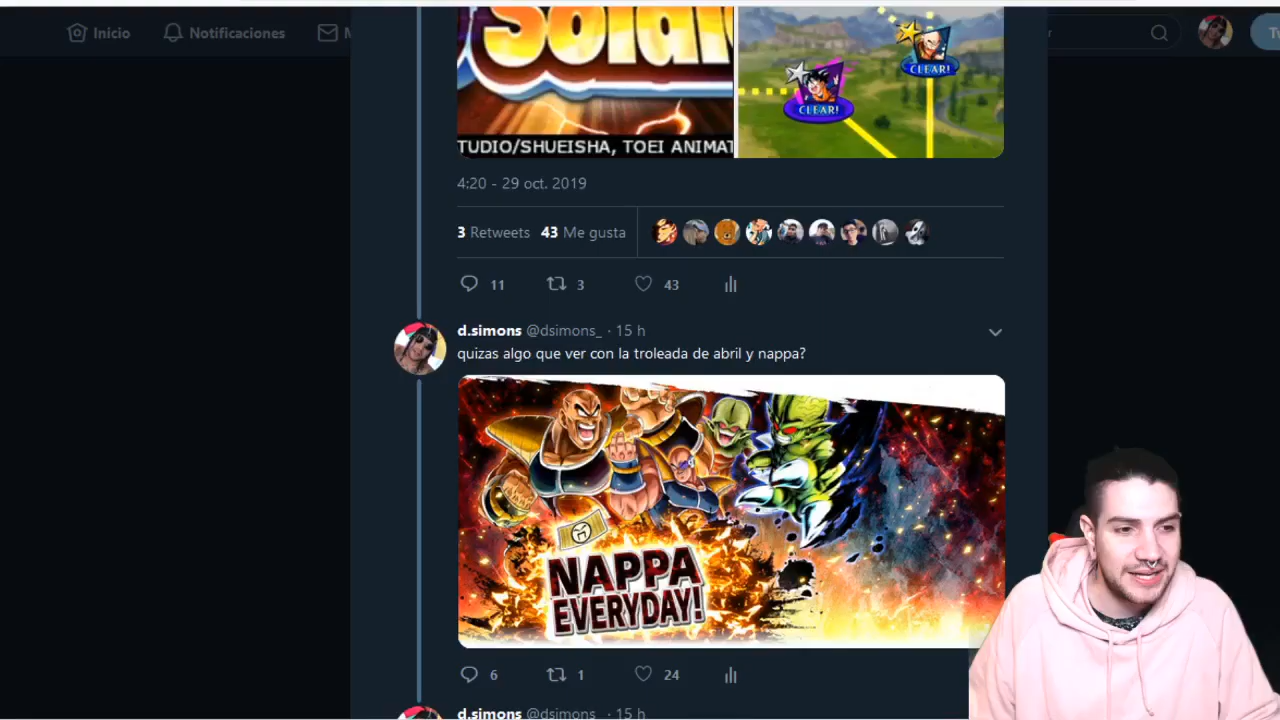 Inicio
Notificaciones
M
CLEAR!
CLEAR!
TUDIO/SHUEISHA, TOEI ANIMAT
4:20 - 29 oct. 2019
3 Retweets 43 Me gusta
11 3 43
d.simons @dsimons_ · 15 h
quizas algo que ver con la troleada de abril y nappa?
NAPPA
EVERYDAY!
6 1 24
d.simons @dsimons_ · 15 h